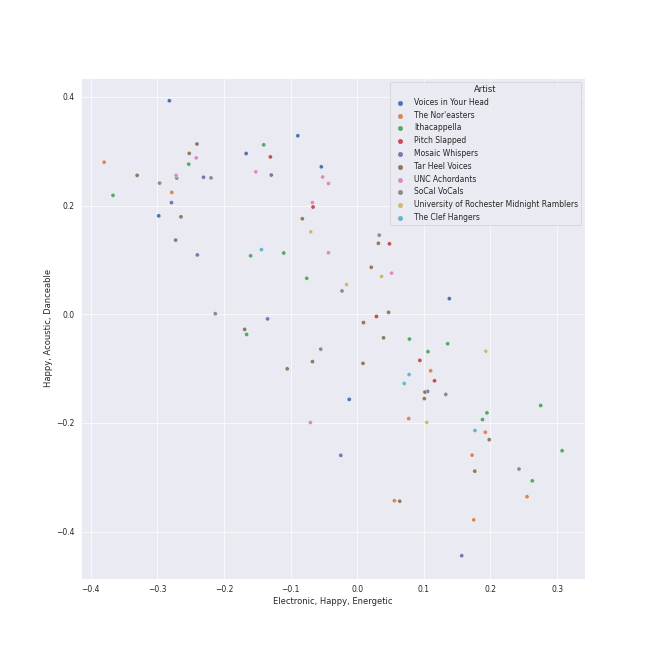 Artist
Voices in Your Head
The Nor'easters
Ithacappella
Pitch Slapped
Mosaic Whispers
Tar Heel Voices
UNC Achordants
SoCal VoCals
University of Rochester Midnight Ramblers
The Clef Hangers
0.4
0.2
0.0
−0.2
−0.4
Happy, Acoustic, Danceable
−0.4 −0.3 −0.2 −0.1 0.0 0.1 0.2 0.3
Electronic, Happy, Energetic